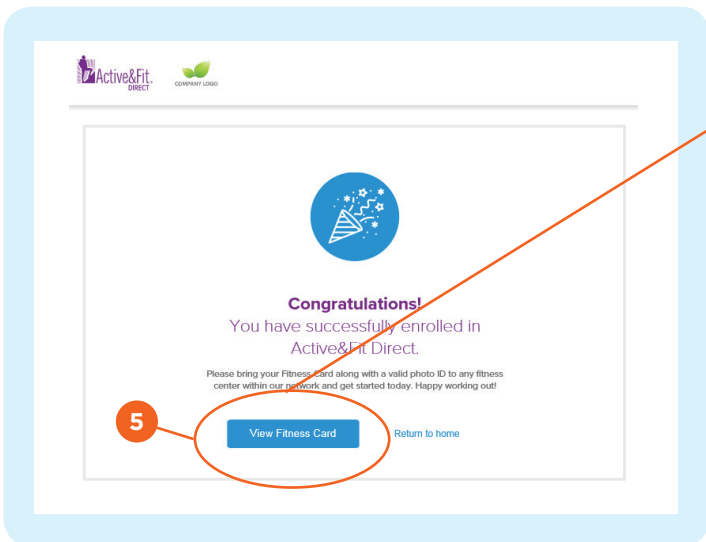 Active&Fit.
DIRECT
COMPANY LOGO
Congratulations!
You have successfully enrolled in
Active&Fit Direct.
Please bring your Fitness Card along with a valid photo ID to any fitness
center within our network and get started today. Happy working out!
5
View Fitness Card
Return to home